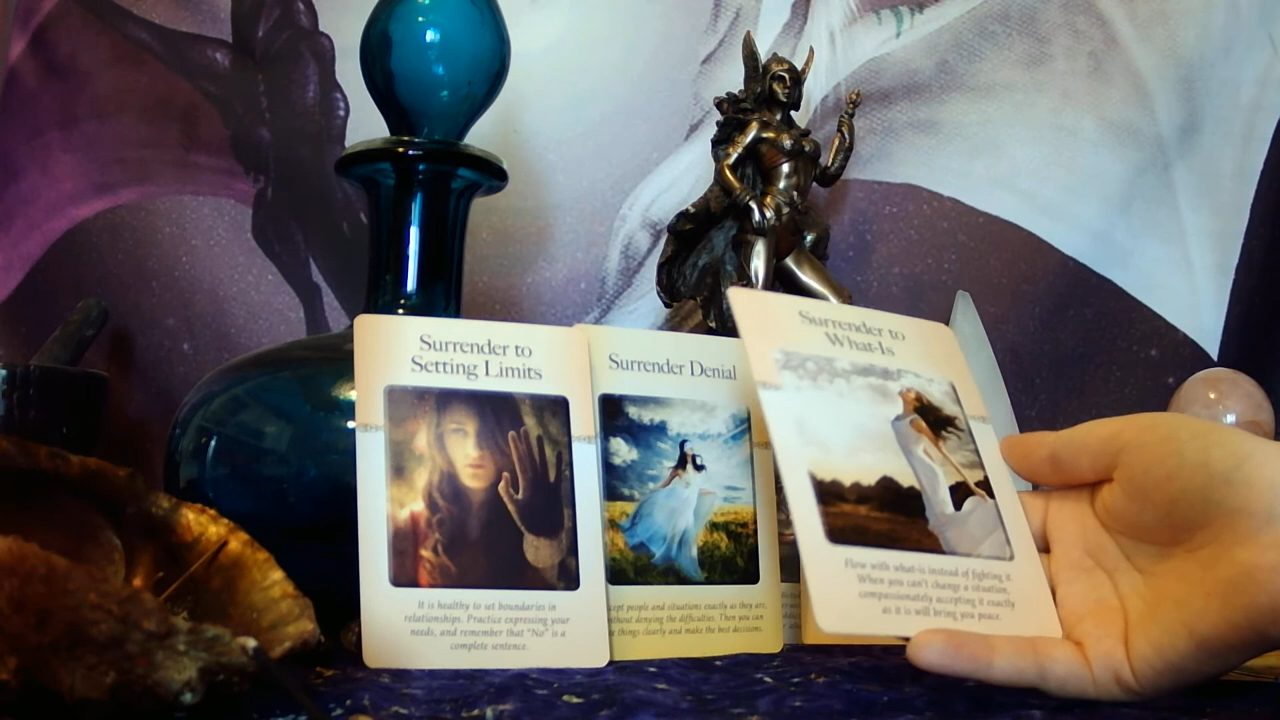 Surrender to
Setting Limits
It is healthy to set boundaries in
relationships. Practice expressing your
needs, and remember that "No" is a
complete sentence.
Surrender Denial
cept people and situations exactly as they are,
thout denying the difficulties. Then you can
e things clearly and make the best decisions.
Surrender to
What-Is
Flow with what-is instead of fighting it.
When you can't change a situation,
compassionately accepting it exactly
as it is will bring you peace.